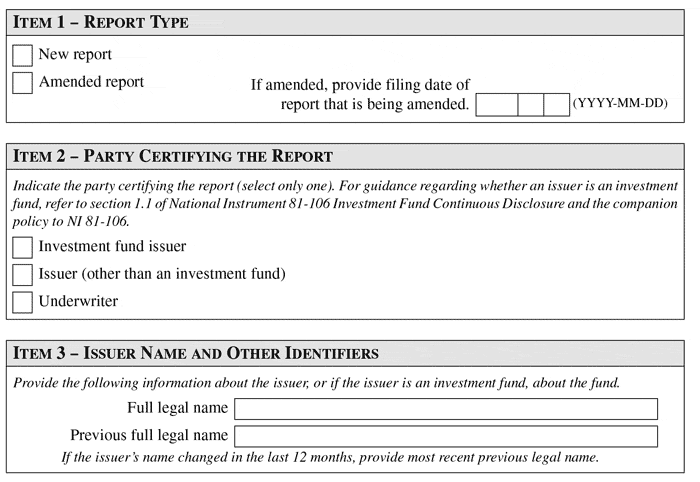 ITEM 1 – REPORT TYPE
New report
Amended report
If amended, provide filing date of
report that is being amended.
(YYYY-MM-DD)
ITEM 2 – PARTY CERTIFYING THE REPORT
Indicate the party certifying the report (select only one). For guidance regarding whether an issuer is an investment
fund, refer to section 1.1 of National Instrument 81-106 Investment Fund Continuous Disclosure and the companion
policy to NI 81-106.
Investment fund issuer
Issuer (other than an investment fund)
Underwriter
ITEM 3 – ISSUER NAME AND OTHER IDENTIFIERS
Provide the following information about the issuer, or if the issuer is an investment fund, about the fund.
Full legal name
Previous full legal name
If the issuer's name changed in the last 12 months, provide most recent previous legal name.